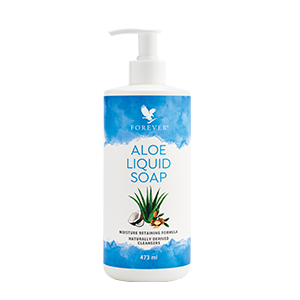 FOREVER®
ALOE
LIQUID
SOAP
MOISTURE RETAINING FORMULA
NATURALLY DERIVED
CLEANSERS
473 ml